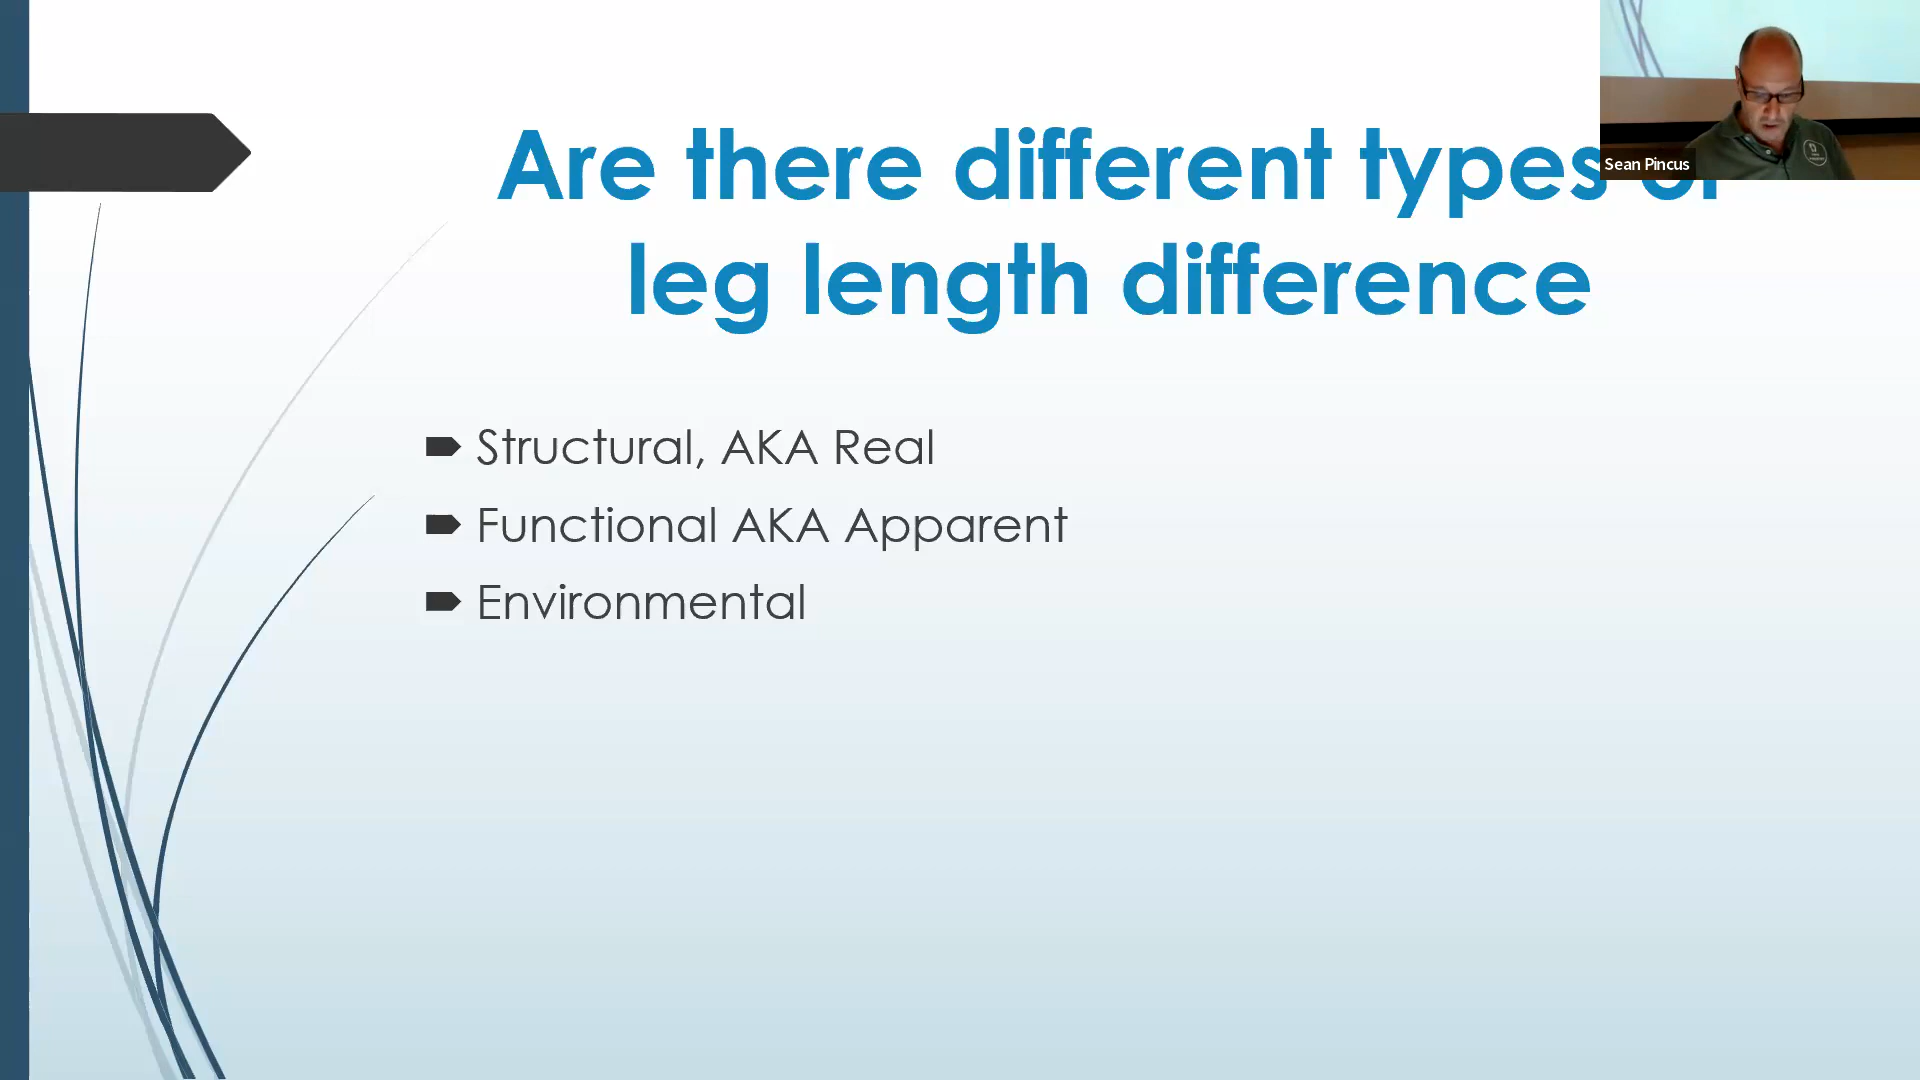 Are there different types
leg length difference
Structural, AKA Real
Functional AKA Apparent
Environmental
Sean Pincus